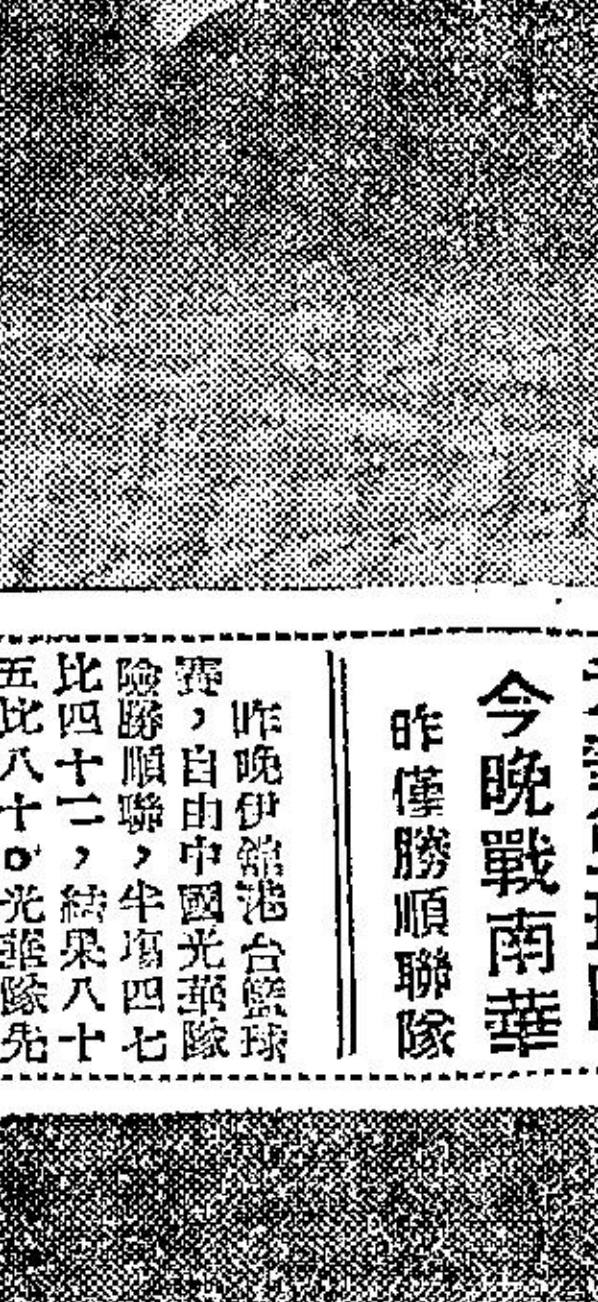 今晚戰南華
昨僅勝順聯隊
昨晚伊館港台籃球
賽，自由中國光華隊
險勝順聯，半塲四七
比四十二，結果八十
五比八十。光華隊先